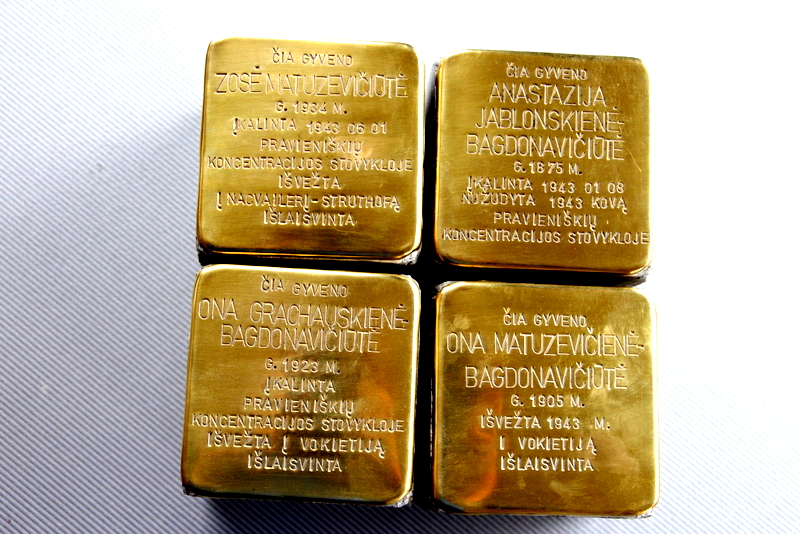 ČIA GYVENO
ZOSĖ MATUZEVIČIŪTĖ
G. 1934 M.
ĮKALINTA 1943 06 01
PRAVIENIŠKIŲ
KONCENTRACIJOS STOVYKLOJE
IŠVEŽTA
Į NACVAILERĮ-STRUTHOFĄ
IŠLAISVINTA
ČIA GYVENO
ANASTAZIJA
JABLONSKIENĖ-
BAGDONAVIČIŪTĖ
G. 1875 M.
ĮKALINTA 1943 01 08
NUŽUDYTA 1943 KOVĄ
PRAVIENIŠKIŲ
KONCENTRACIJOS STOVYKLOJE
ČIA GYVENO
ONA GRACHAUSKIENĖ-
BAGDONAVIČIŪTĖ
G. 1923 M.
ĮKALINTA
PRAVIENIŠKIŲ
KONCENTRACIJOS STOVYKLOJE
IŠVEŽTA Į VOKIETIJĄ
IŠLAISVINTA
ČIA GYVENO
ONA MATUZEVIČIENĖ-
BAGDONAVIČIŪTĖ
G. 1905 M.
IŠVEŽTA 1943 M.
Į VOKIETIJĄ
IŠLAISVINTA